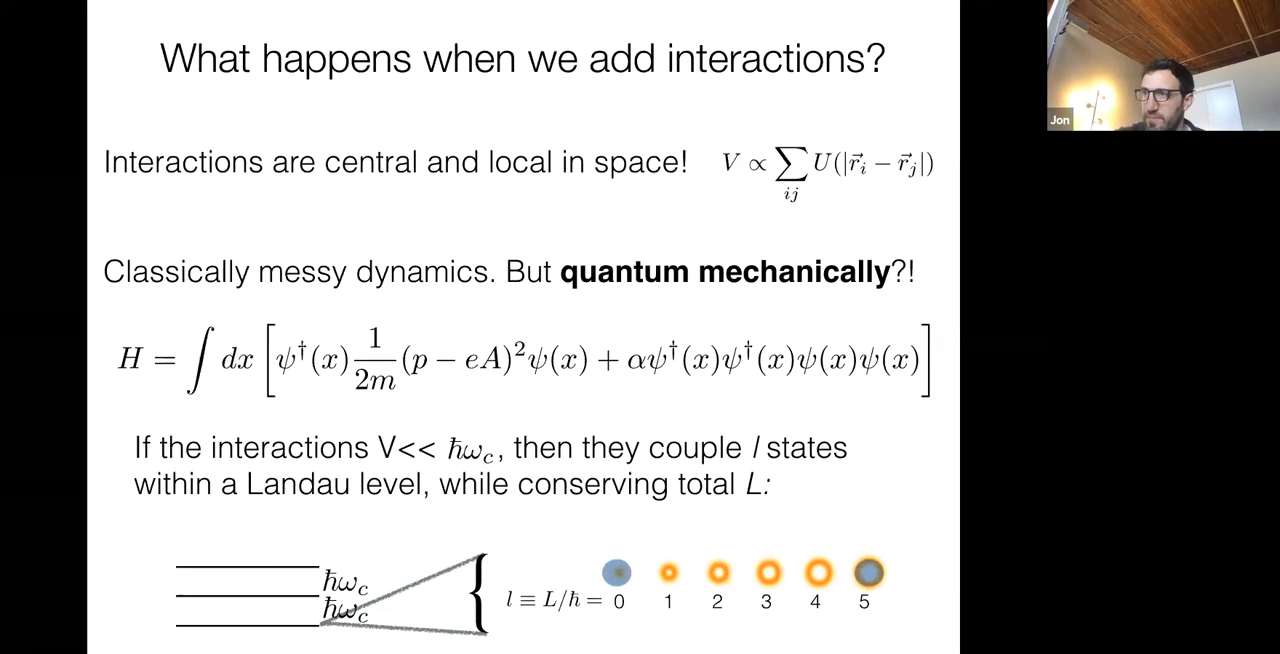 What happens when we add interactions?
Jon
Interactions are central and local in space! V ∝ ∑_{ij} U(|r⃗_i − r⃗_j|)
Classically messy dynamics. But quantum mechanically?!
H = ∫ dx [ψ†(x) 1/2m (p − eA)²ψ(x) + αψ†(x)ψ†(x)ψ(x)ψ(x)]
If the interactions V<< ħω_c, then they couple l states
within a Landau level, while conserving total L:
ħω_c
ħω_c
l ≡ L/ħ = 0 1 2 3 4 5